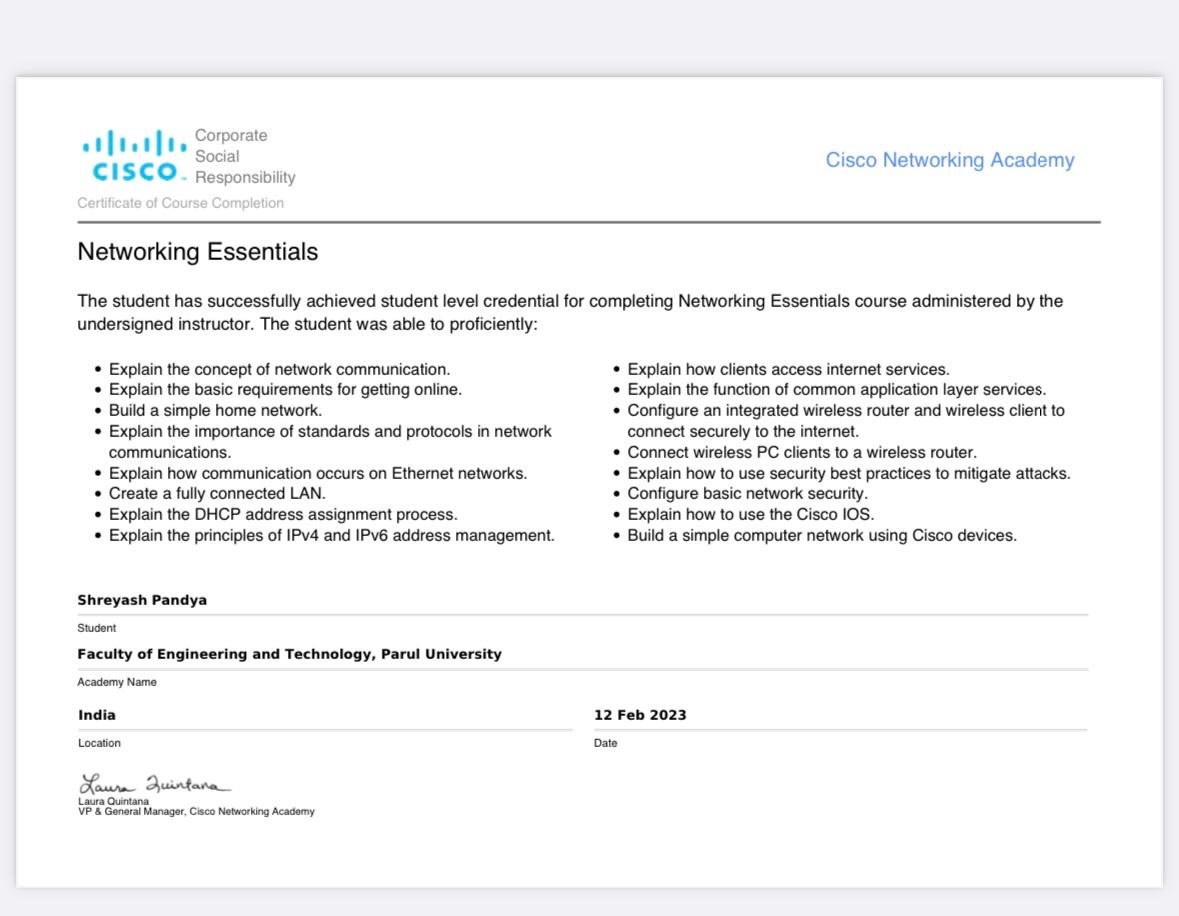 Corporate
Social
CISCO Responsibility
Cisco Networking Academy
Certificate of Course Completion
Networking Essentials
The student has successfully achieved student level credential for completing Networking Essentials course administered by the
undersigned instructor. The student was able to proficiently:
• Explain the concept of network communication.
• Explain the basic requirements for getting online.
• Build a simple home network.
• Explain the importance of standards and protocols in network
communications.
• Explain how communication occurs on Ethernet networks.
• Create a fully connected LAN.
• Explain the DHCP address assignment process.
• Explain the principles of IPv4 and IPv6 address management.
• Explain how clients access internet services.
• Explain the function of common application layer services.
• Configure an integrated wireless router and wireless client to
connect securely to the internet.
• Connect wireless PC clients to a wireless router.
• Explain how to use security best practices to mitigate attacks.
• Configure basic network security.
• Explain how to use the Cisco IOS.
• Build a simple computer network using Cisco devices.
Shreyash Pandya
Student
Faculty of Engineering and Technology, Parul University
Academy Name
India
Location
12 Feb 2023
Date
Laura Quintana
Laura Quintana
VP & General Manager, Cisco Networking Academy